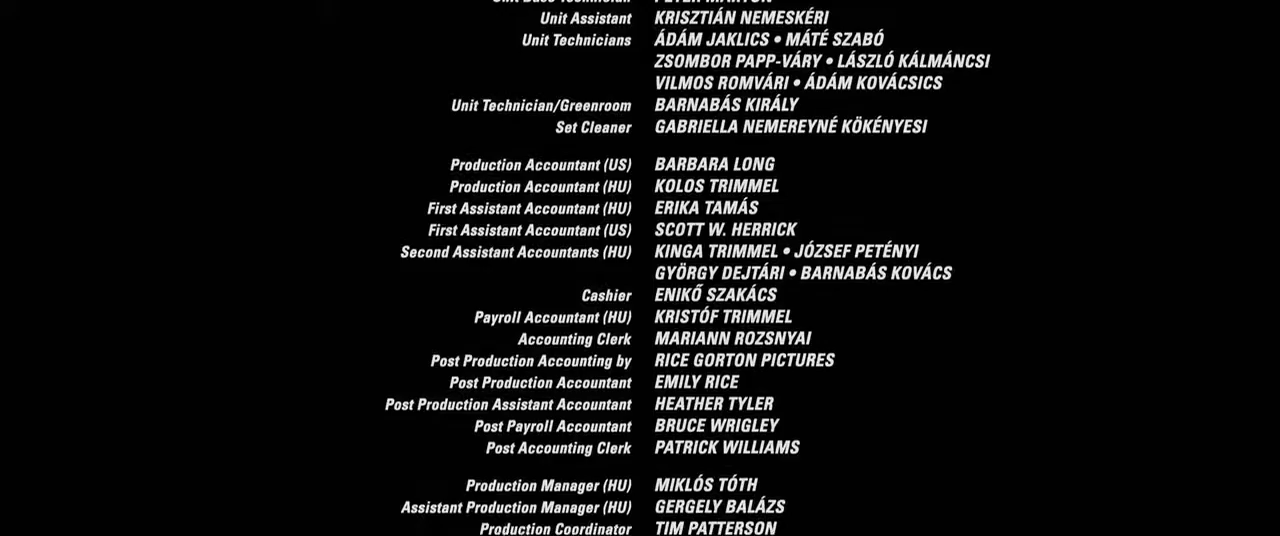 Unit Assistant KRISZTIÁN NEMESKÉRI
Unit Technicians ÁDÁM JAKLICS • MÁTÉ SZABÓ
ZSOMBOR PAPP-VÁRY • LÁSZLÓ KÁLMÁNCSI
VILMOS ROMVÁRI • ÁDÁM KOVÁCSICS
Unit Technician/Greenroom BARNABÁS KIRÁLY
Set Cleaner GABRIELLA NEMEREYNÉ KÖKÉNYESI
Production Accountant (US) BARBARA LONG
Production Accountant (HU) KOLOS TRIMMEL
First Assistant Accountant (HU) ERIKA TAMÁS
First Assistant Accountant (US) SCOTT W. HERRICK
Second Assistant Accountants (HU) KINGA TRIMMEL • JÓZSEF PETÉNYI
GYÖRGY DEJTÁRI • BARNABÁS KOVÁCS
Cashier ENIKŐ SZAKÁCS
Payroll Accountant (HU) KRISTÓF TRIMMEL
Accounting Clerk MARIANN ROZSNYAI
Post Production Accounting by RICE GORTON PICTURES
Post Production Accountant EMILY RICE
Post Production Assistant Accountant HEATHER TYLER
Post Payroll Accountant BRUCE WRIGLEY
Post Accounting Clerk PATRICK WILLIAMS
Production Manager (HU) MIKLÓS TÓTH
Assistant Production Manager (HU) GERGELY BALÁZS
Production Coordinator TIM PATTERSON